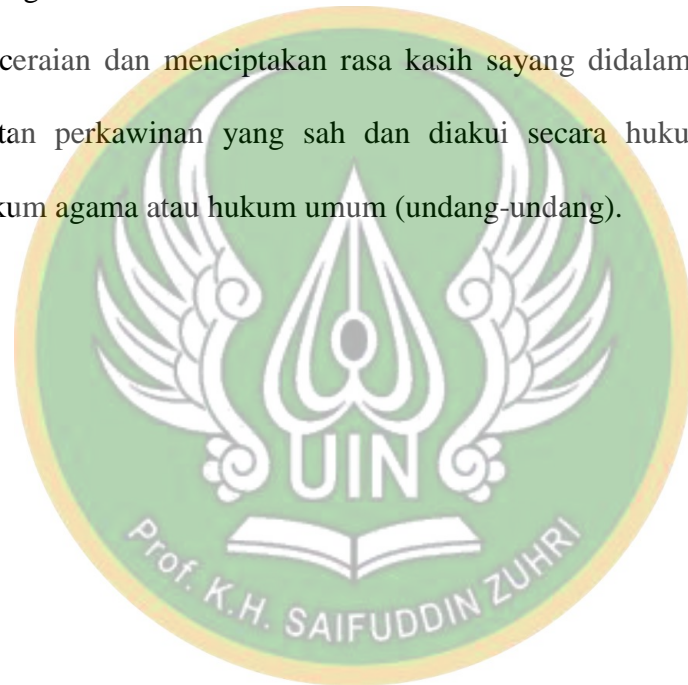 ceraian dan menciptakan rasa kasih sayang didalam
tan perkawinan yang sah dan diakui secara huku
kum agama atau hukum umum (undang-undang).
UIN
Prof. K.H. SAIFUDDIN ZUHRI